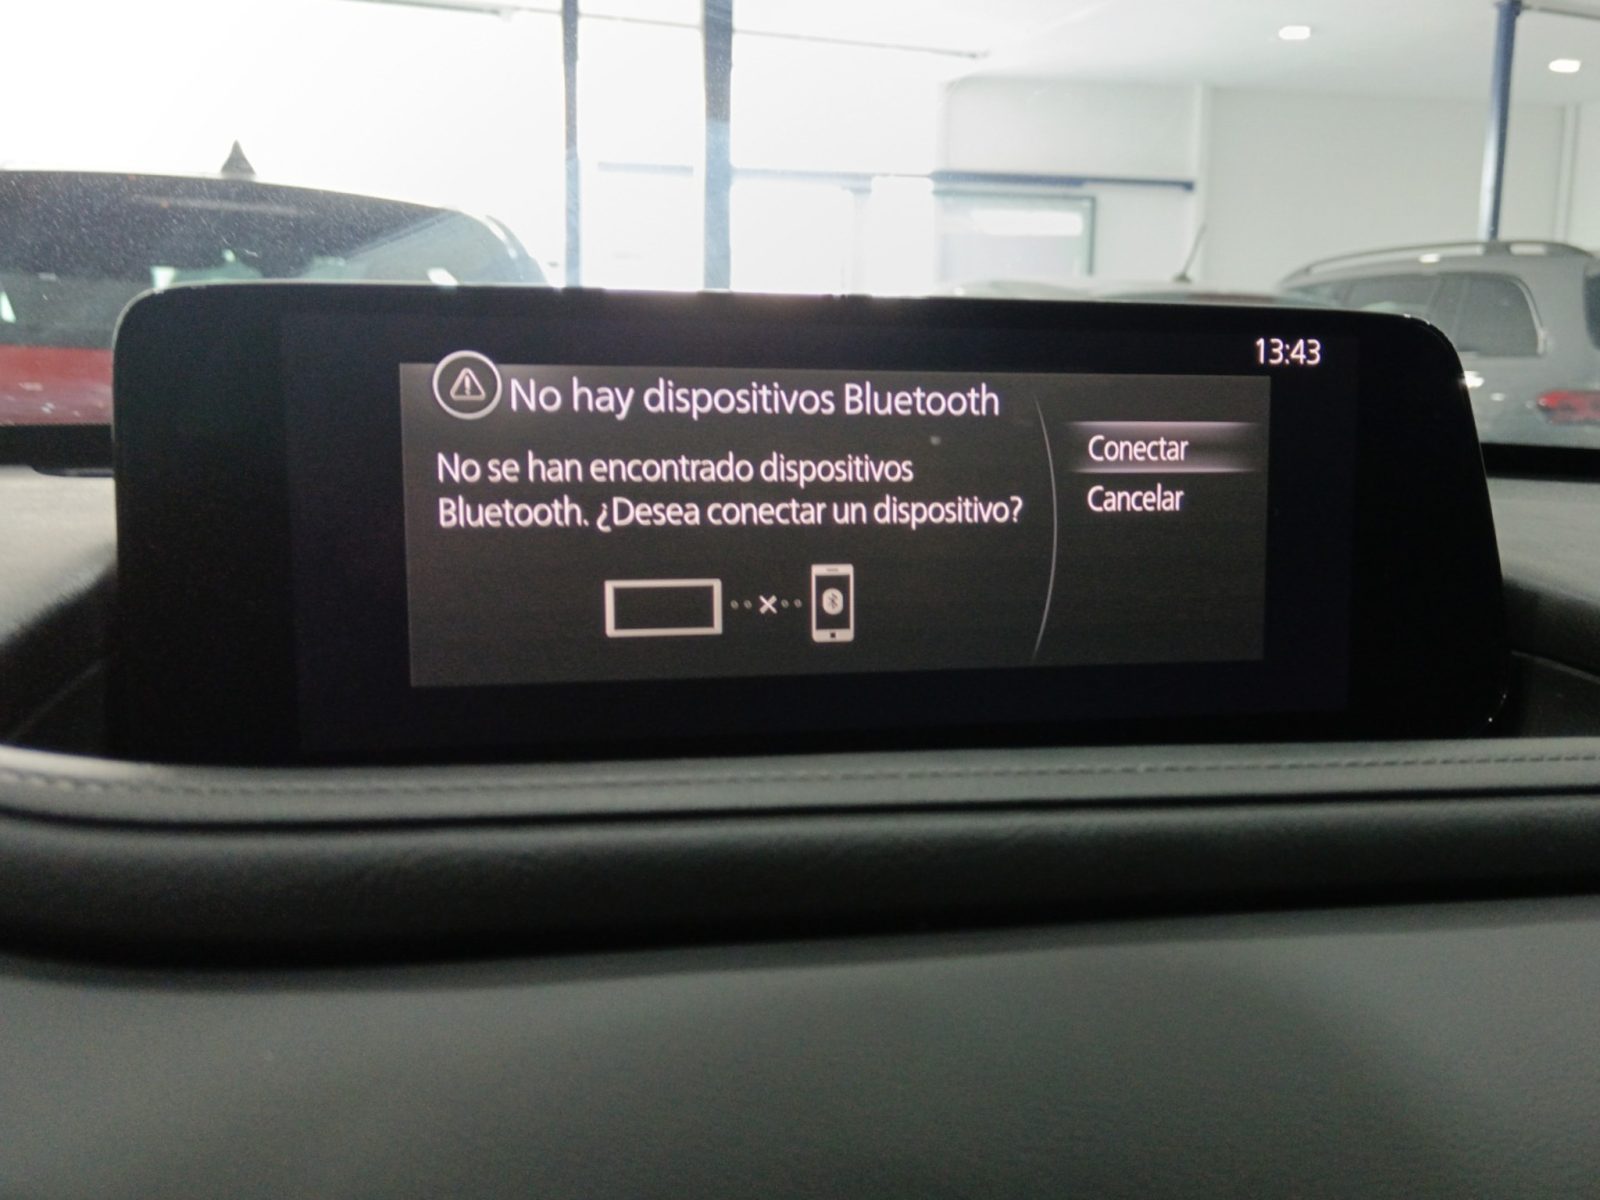 13:43
No hay dispositivos Bluetooth
No se han encontrado dispositivos
Bluetooth. ¿Desea conectar un dispositivo?
Conectar
Cancelar